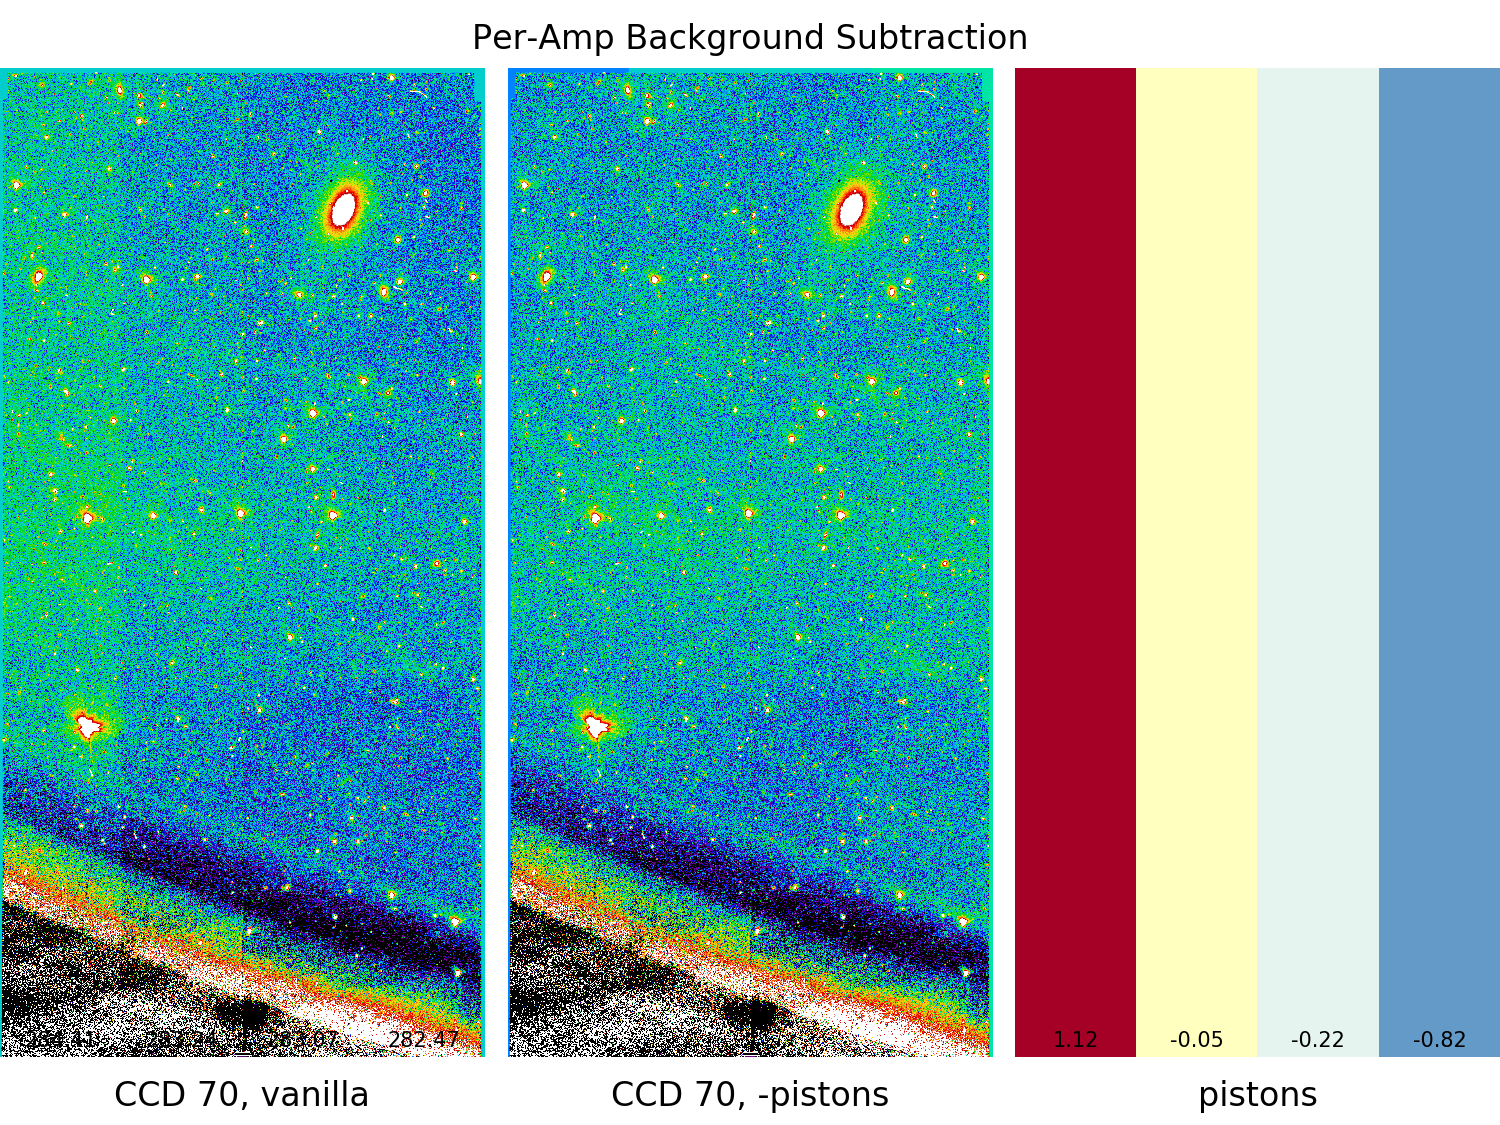 Per-Amp Background Subtraction
282.47
1.12 -0.05 -0.22 -0.82
CCD 70, vanilla CCD 70, -pistons pistons